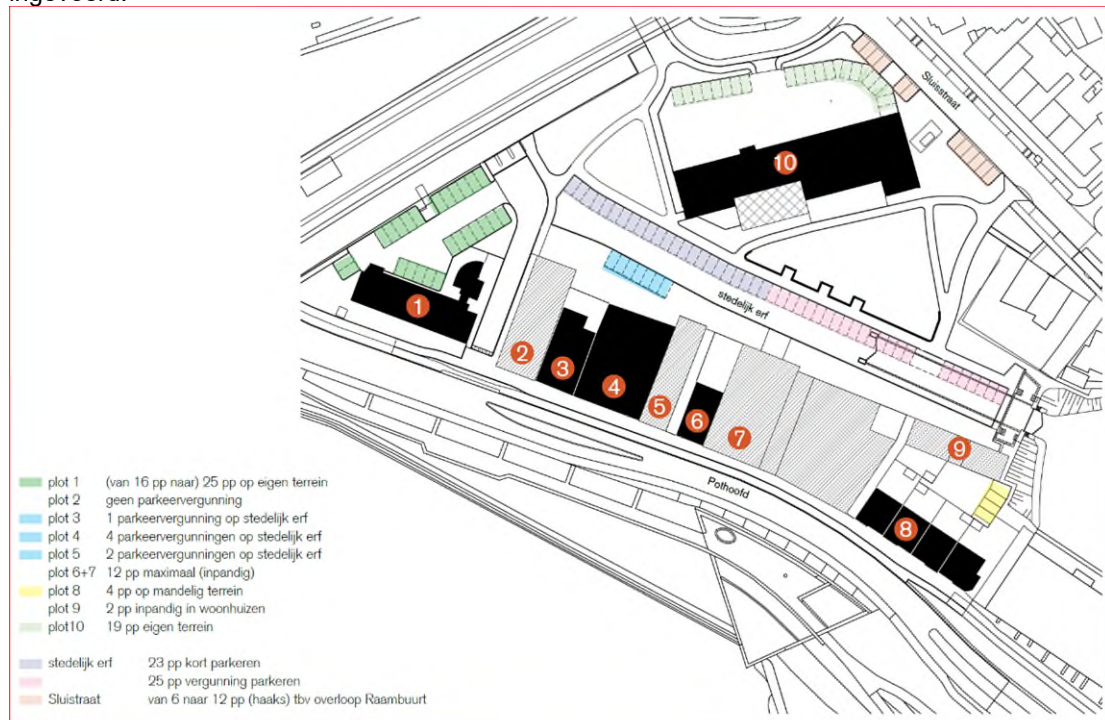 ingevoerd.
Sluisstraat
10
1
stedelijk erf
2
3
4
5
6
7
9
Pothoofd
8
plot 1 (van 16 pp naar) 25 pp op eigen terrein
plot 2 geen parkeervergunning
plot 3 1 parkeervergunning op stedelijk erf
plot 4 4 parkeervergunningen op stedelijk erf
plot 5 2 parkeervergunningen op stedelijk erf
plot 6+7 12 pp maximaal (inpandig)
plot 8 4 pp op mandelig terrein
plot 9 2 pp inpandig in woonhuizen
plot10 19 pp eigen terrein
stedelijk erf 23 pp kort parkeren
25 pp vergunning parkeren
Sluistraat van 6 naar 12 pp (haaks) tbv overloop Raambuurt